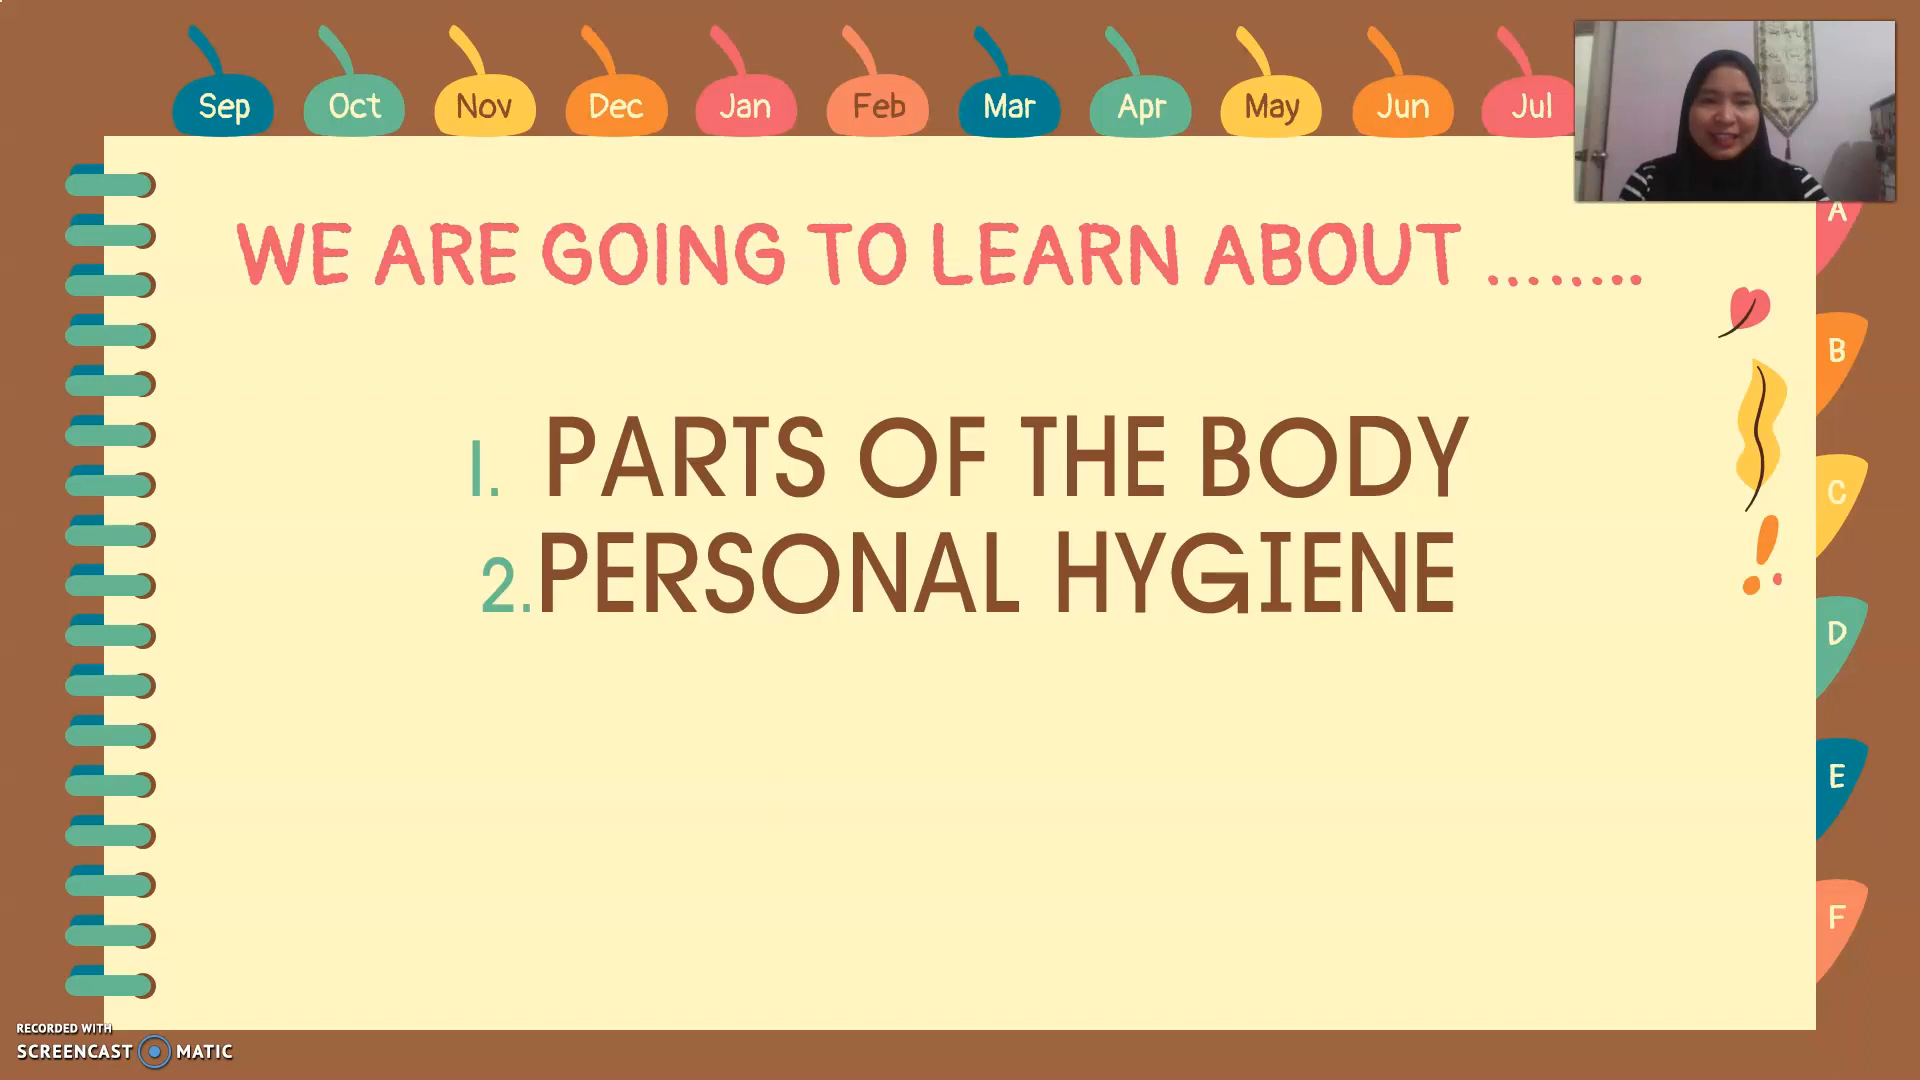 Sep Oct Nov Dec Jan Feb Mar Apr May Jun Jul
WE ARE GOING TO LEARN ABOUT ........
1. PARTS OF THE BODY
2. PERSONAL HYGIENE
A
B
C
D
E
F
RECORDED WITH
SCREENCAST MATIC